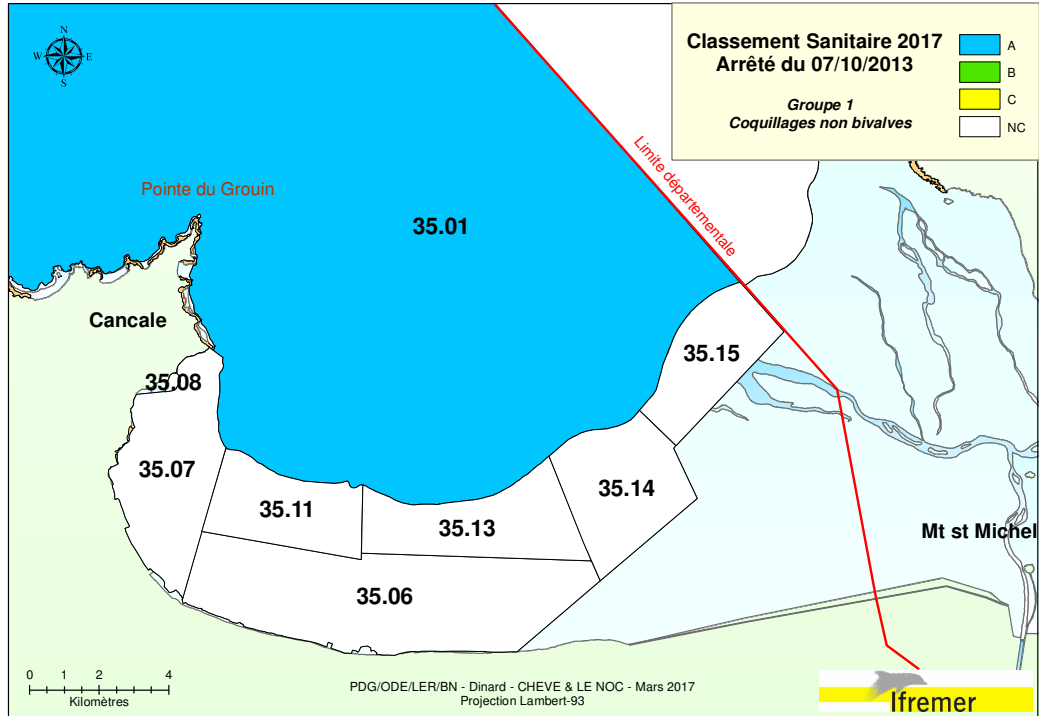 N
W E
S
Classement Sanitaire 2017
Arrêté du 07/10/2013
Groupe 1
Coquillages non bivalves
A
B
C
NC
Limite départementale
Pointe du Grouin
35.01
Cancale
35.15
35.08
35.07
35.14
35.11
35.13
Mt st Michel
35.06
0 1 2 4
Kilomètres
PDG/ODE/LER/BN - Dinard - CHEVE & LE NOC - Mars 2017
Projection Lambert-93
Ifremer